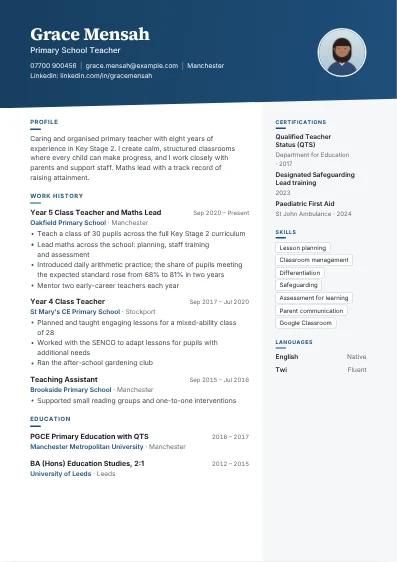 Grace Mensah
Primary School Teacher
07700 900456 | grace.mensah@example.com | Manchester
LinkedIn: linkedin.com/in/gracemensah
PROFILE
Caring and organised primary teacher with eight years of
experience in Key Stage 2. I create calm, structured classrooms
where every child can make progress, and I work closely with
parents and support staff. Maths lead with a track record of
raising attainment.
WORK HISTORY
Year 5 Class Teacher and Maths Lead Sep 2020 – Present
Oakfield Primary School · Manchester
• Teach a class of 30 pupils across the full Key Stage 2 curriculum
• Lead maths across the school: planning, staff training
and assessment
• Introduced daily arithmetic practice; the share of pupils meeting
the expected standard rose from 68% to 81% in two years
• Mentor two early-career teachers each year
Year 4 Class Teacher Sep 2017 – Jul 2020
St Mary's CE Primary School · Stockport
• Planned and taught engaging lessons for a mixed-ability class
of 28
• Worked with the SENCO to adapt lessons for pupils with
additional needs
• Ran the after-school gardening club
Teaching Assistant Sep 2015 – Jul 2016
Brookside Primary School · Manchester
• Supported small reading groups and one-to-one interventions
EDUCATION
PGCE Primary Education with QTS 2016 – 2017
Manchester Metropolitan University · Manchester
BA (Hons) Education Studies, 2:1 2012 – 2015
University of Leeds · Leeds
CERTIFICATIONS
Qualified Teacher
Status (QTS)
Department for Education
· 2017
Designated Safeguarding
Lead training
2023
Paediatric First Aid
St John Ambulance · 2024
SKILLS
Lesson planning
Classroom management
Differentiation
Safeguarding
Assessment for learning
Parent communication
Google Classroom
LANGUAGES
English Native
Twi Fluent